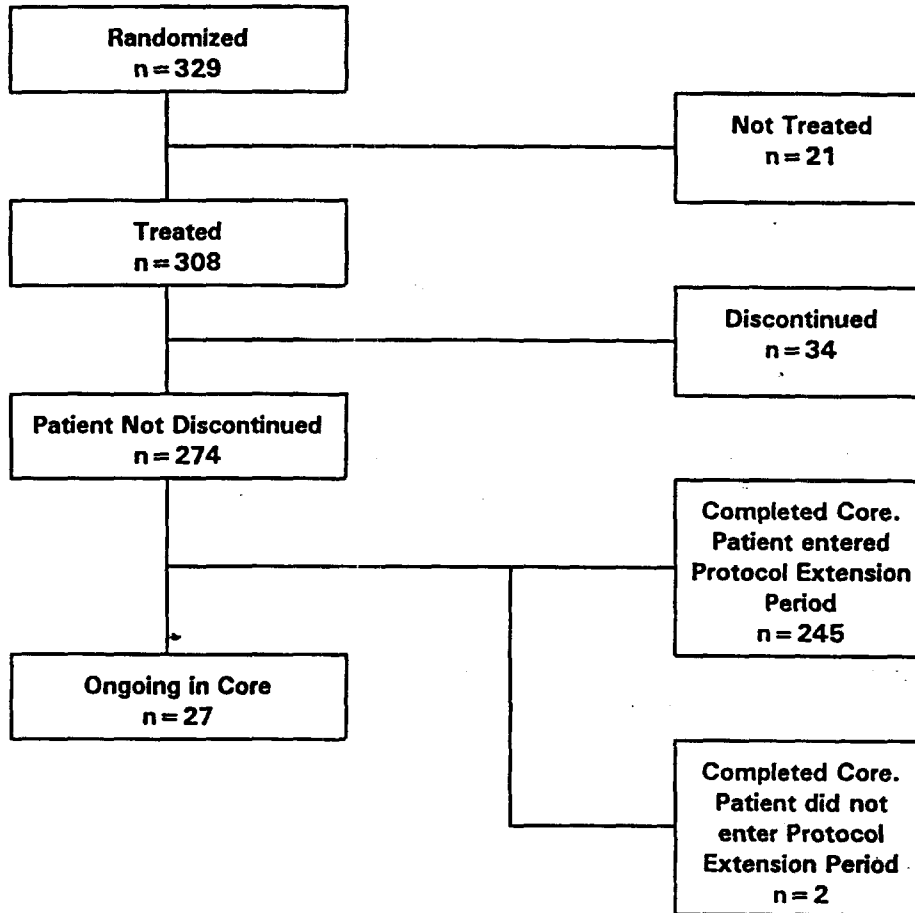 Randomized
n=329
Not Treated
n=21
Treated
n=308
Discontinued
n=34
Patient Not Discontinued
n=274
Completed Core.
Patient entered
Protocol Extension
Period
n=245
Ongoing in Core
n=27
Completed Core.
Patient did not
enter Protocol
Extension Period
n=2